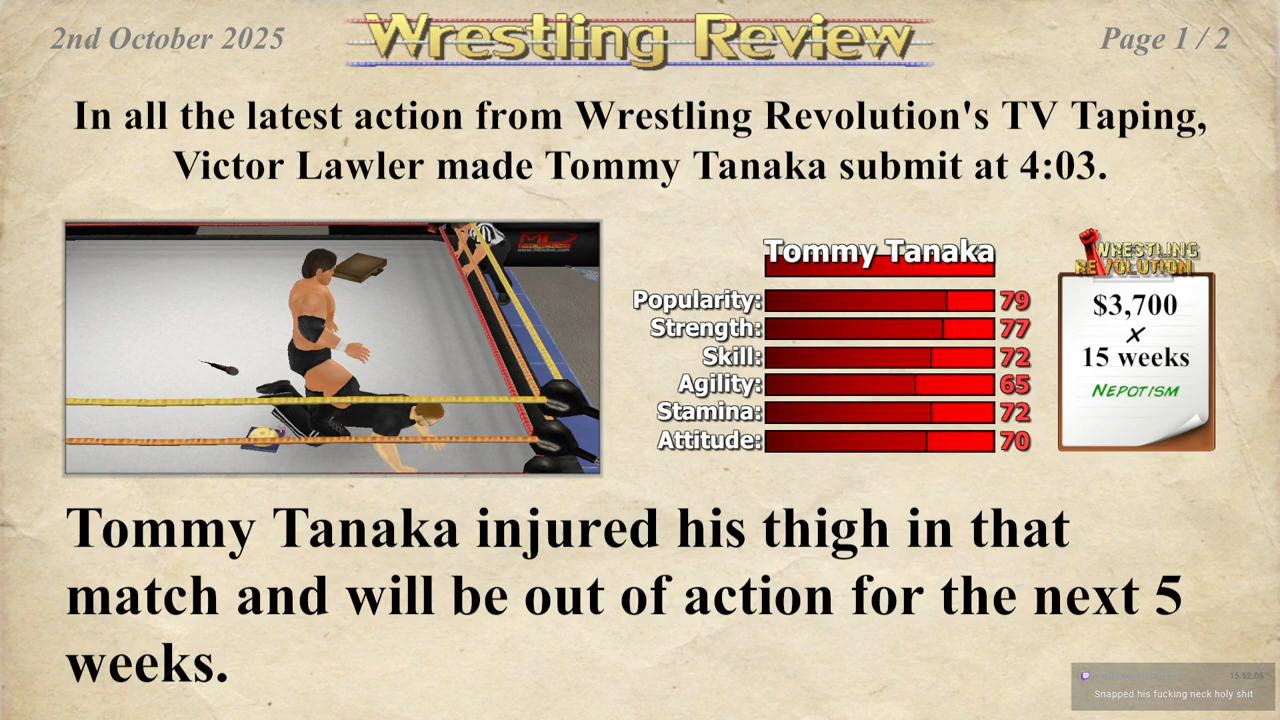 2nd October 2025
Wrestling Review
Page 1 / 2
In all the latest action from Wrestling Revolution's TV Taping,
Victor Lawler made Tommy Tanaka submit at 4:03.
Tommy Tanaka
Popularity: 79
Strength: 77
Skill: 72
Agility: 65
Stamina: 72
Attitude: 70
WRESTLING
REVOLUTION
$3,700
x
15 weeks
NEPOTISM
Tommy Tanaka injured his thigh in that
match and will be out of action for the next 5
weeks.
15:52:05
Snapped his fucking neck holy shit